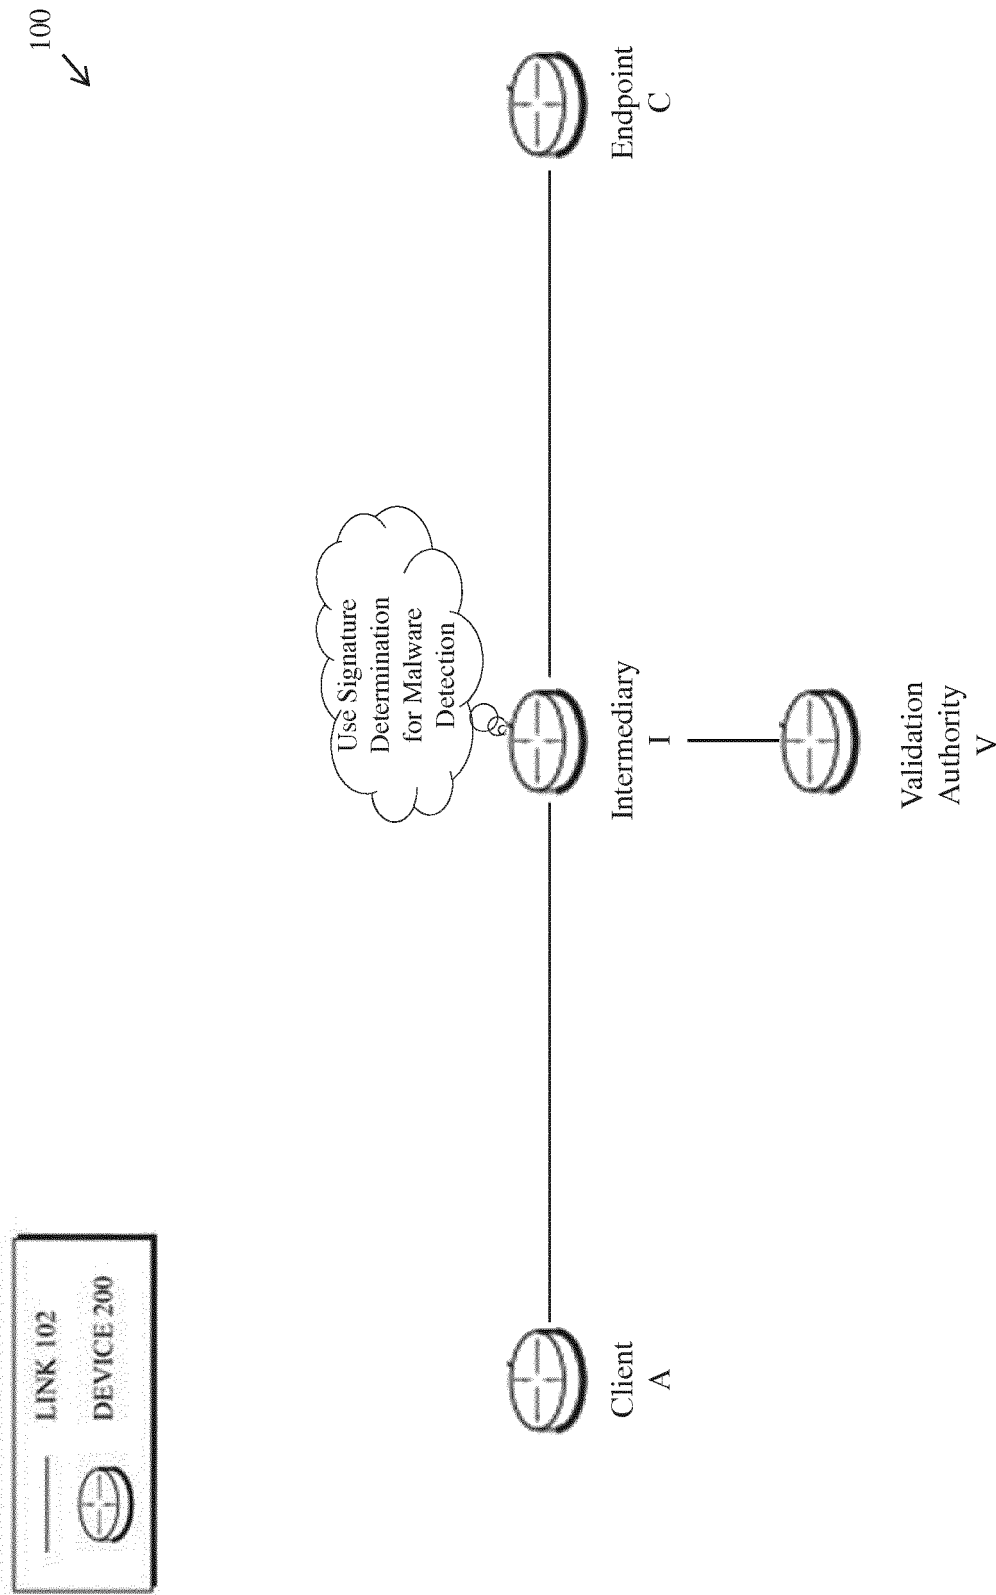 LINK 102
DEVICE 200
100
Use Signature
Determination
for Malware
Detection
Client
A
Intermediary
I
Endpoint
C
Validation
Authority
V